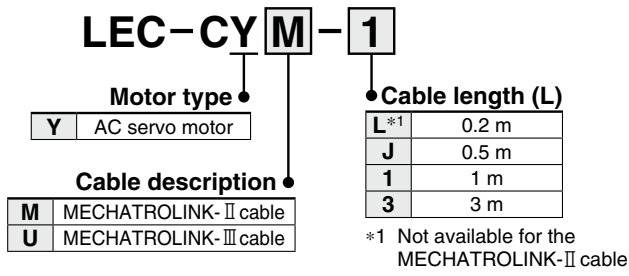 LEC-CY M - 1
Motor type
Y AC servo motor
Cable description
M MECHATROLINK-Ⅱ cable
U MECHATROLINK-Ⅲ cable
Cable length (L)
L*1 0.2 m
J 0.5 m
1 1 m
3 3 m
*1 Not available for the
MECHATROLINK-Ⅱ cable